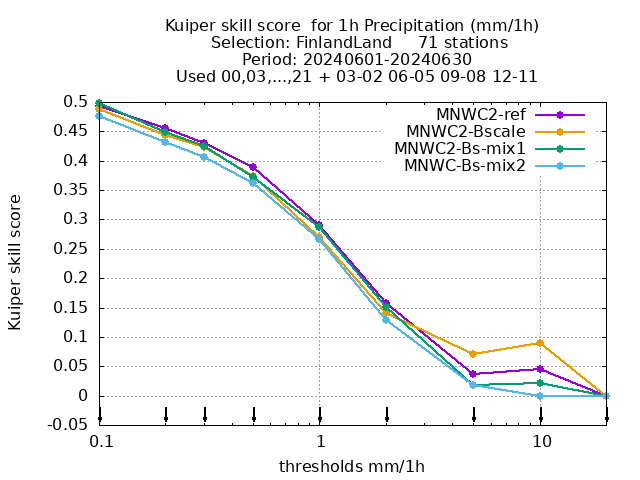 Kuiper skill score  for 1h Precipitation (mm/1h)
Selection: FinlandLand     71 stations
Period: 20240601-20240630
Used 00,03,...,21 + 03-02 06-05 09-08 12-11
MNWC2-ref
MNWC2-Bscale
MNWC2-Bs-mix1
MNWC-Bs-mix2
0.5
0.45
0.4
0.35
0.3
0.25
0.2
0.15
0.1
0.05
0
-0.05
Kuiper skill score
0.1 1 10
thresholds mm/1h